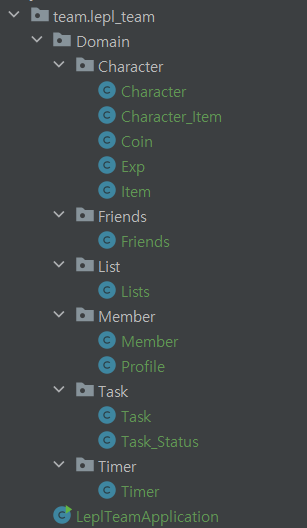 team.lepl_team
Domain
Character
Character
Character_Item
Coin
Exp
Item
Friends
Friends
List
Lists
Member
Member
Profile
Task
Task
Task_Status
Timer
Timer
LeplTeamApplication